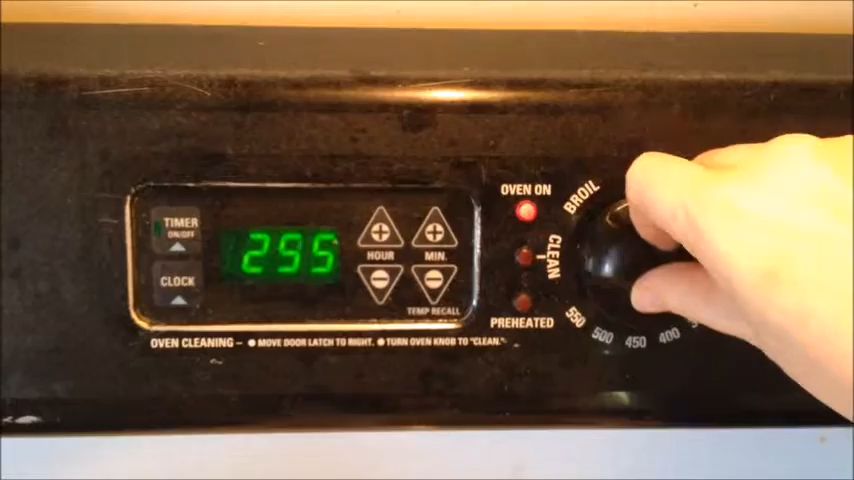 OVEN ON
BROIL
TIMER
ON/OFF
295
HOUR
MIN.
CLEAN
CLOCK
TEMP RECALL
PREHEATED
550
500
450
400
OVEN CLEANING – ● MOVE DOOR LATCH TO RIGHT. ● TURN OVEN KNOB TO "CLEAN."